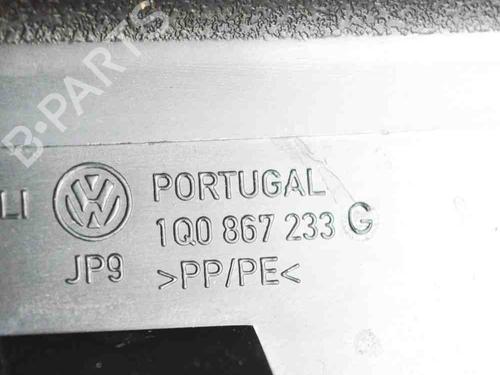 B-PARTS
LI PORTUGAL
1Q0 867 233 G
JP9 >PP/PE<